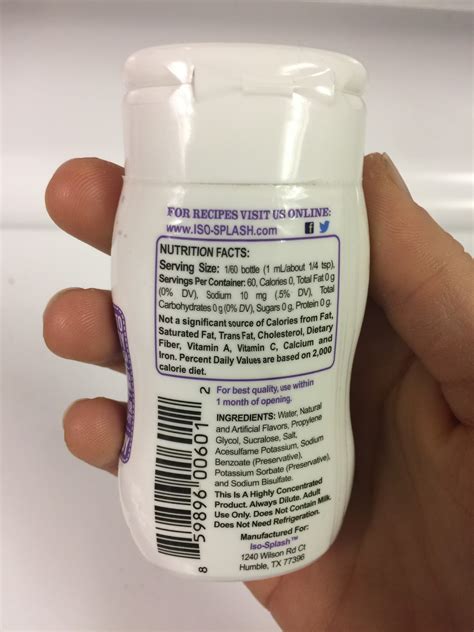 FOR RECIPES VISIT US ONLINE:
www.ISO-SPLASH.com
NUTRITION FACTS:
Serving Size: 1/60 bottle (1 mL/about 1/4 tsp),
Servings Per Container: 60, Calories 0, Total Fat 0 g
(0% DV), Sodium 10 mg (.5% DV), Total
Carbohydrates 0 g (0% DV), Sugars 0 g, Protein 0 g.
Not a significant source of Calories from Fat,
Saturated Fat, Trans Fat, Cholesterol, Dietary
Fiber, Vitamin A, Vitamin C, Calcium and
Iron. Percent Daily Values are based on 2,000
calorie diet.
For best quality, use within
1 month of opening.
INGREDIENTS: Water, Natural
and Artificial Flavors, Propylene
Glycol, Sucralose, Salt,
Acesulfame Potassium, Sodium
Benzoate (Preservative),
Potassium Sorbate (Preservative),
and Sodium Bisulfate.
This Is A Highly Concentrated
Product. Always Dilute. Adult
Use Only. Does Not Contain Milk.
Does Not Need Refrigeration.
Manufactured For:
Iso-Splash™
1240 Wilson Rd Ct
Humble, TX 77396
8 59896 00601 2